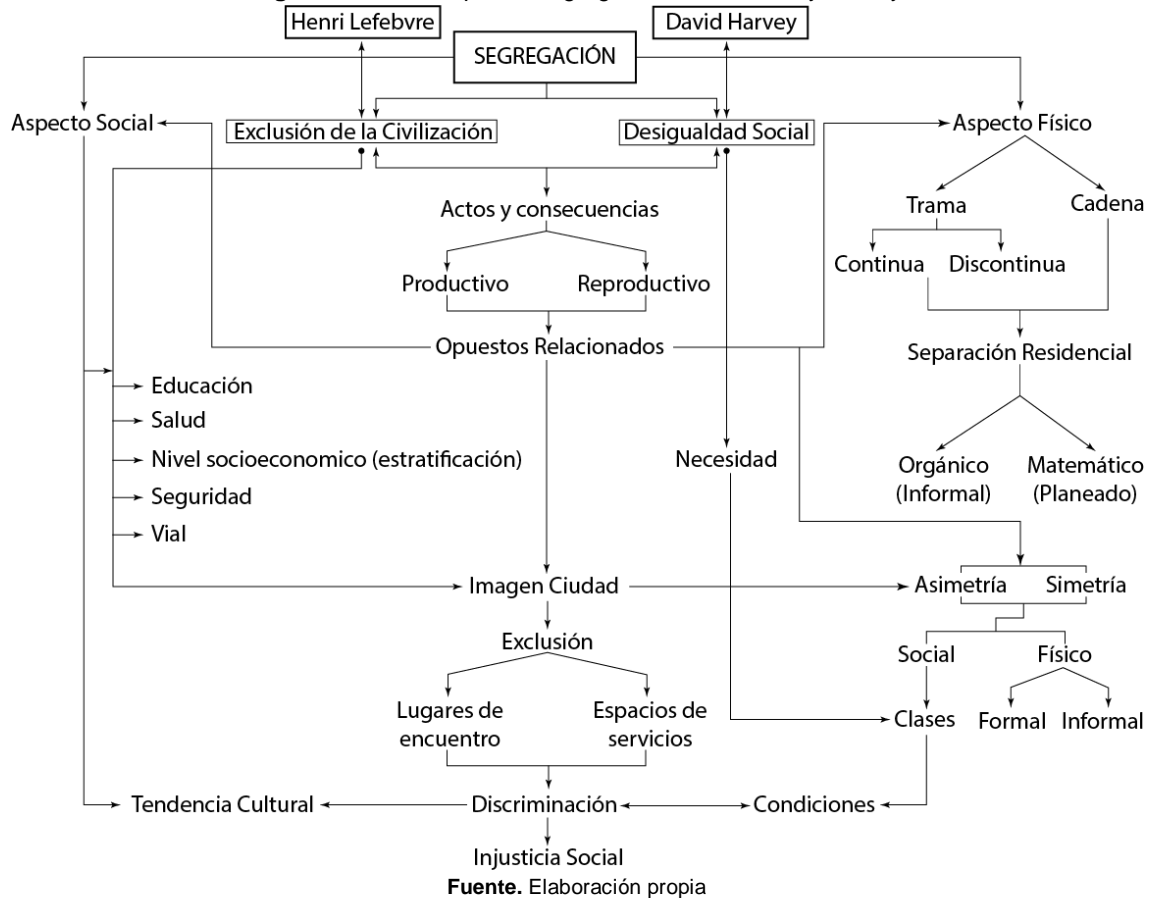 Henri Lefebvre
David Harvey
SEGREGACIÓN
Aspecto Social
Exclusión de la Civilización
Desigualdad Social
Aspecto Físico
Actos y consecuencias
Trama
Cadena
Productivo
Reproductivo
Continua
Discontinua
Opuestos Relacionados
Separación Residencial
Educación
Salud
Nivel socioeconomico (estratificación)
Seguridad
Vial
Necesidad
Orgánico
(Informal)
Matemático
(Planeado)
Imagen Ciudad
Asimetría
Simetría
Exclusión
Social
Físico
Lugares de
encuentro
Espacios de
servicios
Clases
Formal
Informal
Tendencia Cultural
Discriminación
Condiciones
Injusticia Social
Fuente. Elaboración propia